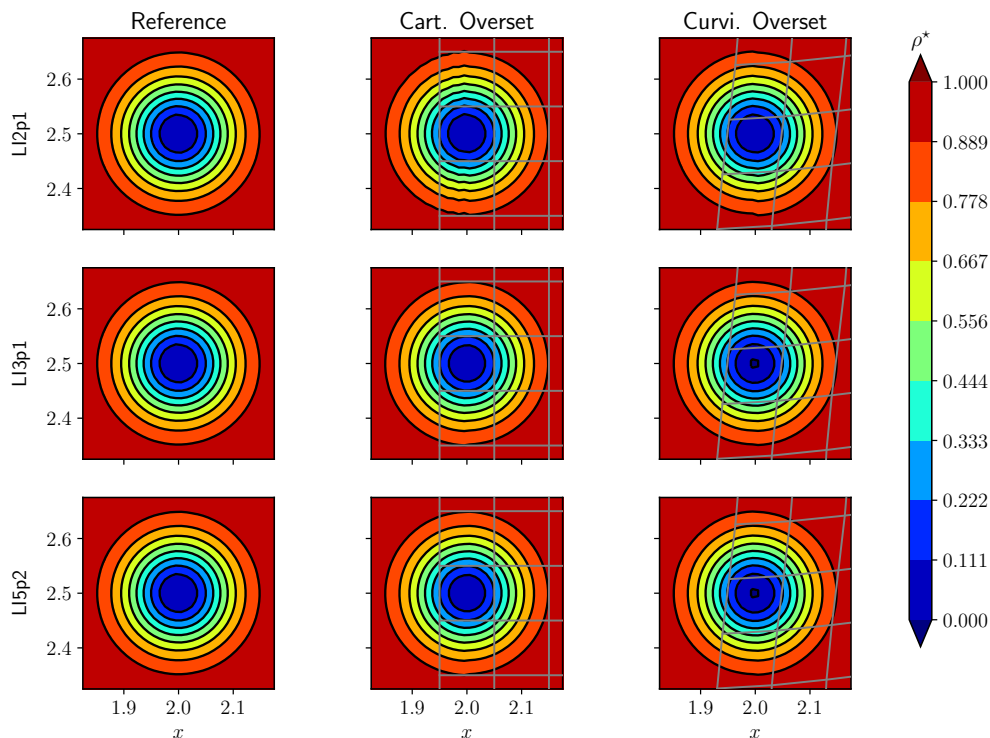 Reference
Cart. Overset
Curvi. Overset
ρ⋆
LI2p1
2.6
2.5
2.4
LI3p1
2.6
2.5
2.4
LI5p2
2.6
2.5
2.4
1.9 2.0 2.1
x
1.9 2.0 2.1
x
1.9 2.0 2.1
x
1.000
0.889
0.778
0.667
0.556
0.444
0.333
0.222
0.111
0.000